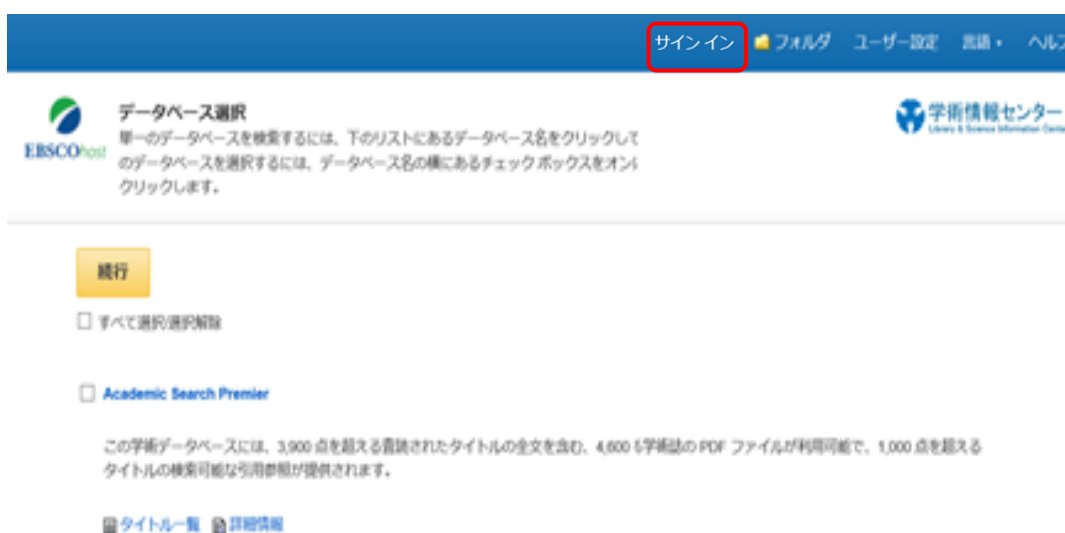 サインイン フォルダ ユーザー設定 言語 ヘルプ
EBSCOhost
データベース選択
単一のデータベースを検索するには、下のリストにあるデータベース名をクリックして
のデータベースを選択するには、データベース名の横にあるチェックボックスをオンに
クリックします。
学術情報センター
Library & Science Information Center
続行
すべて選択/選択解除
Academic Search Premier
この学術データベースには、3,900 点を超える査読されたタイトルの全文を含む、4,600 学術誌の PDF ファイルが利用可能で、1,000 点を超える
タイトルの検索可能な引用参照が提供されます。
タイトル一覧 詳細情報